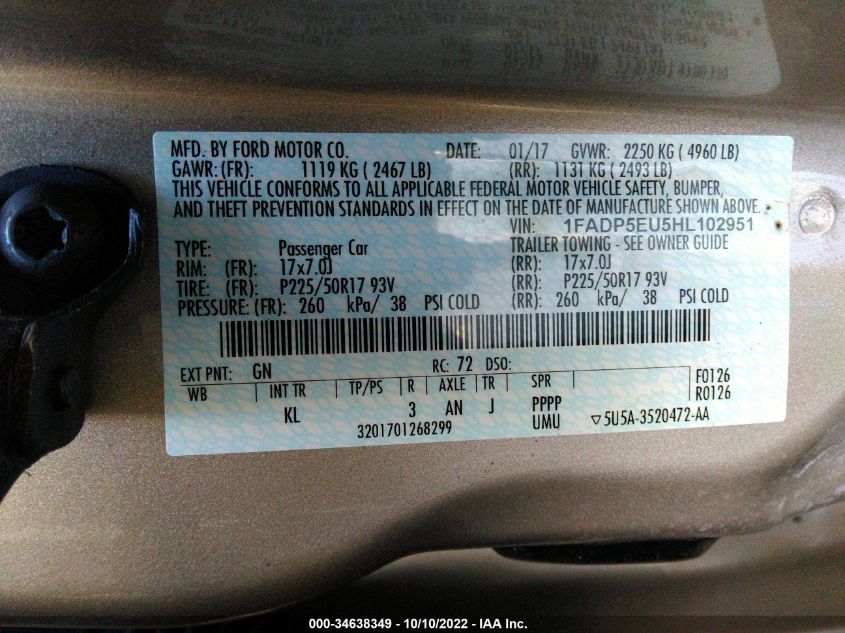 MFD. BY FORD MOTOR CO. DATE: 01/17 GVWR: 2250 KG ( 4960 LB)
GAWR: (FR): 1119 KG ( 2467 LB) (RR): 1131 KG ( 2493 LB)
THIS VEHICLE CONFORMS TO ALL APPLICABLE FEDERAL MOTOR VEHICLE SAFETY, BUMPER,
AND THEFT PREVENTION STANDARDS IN EFFECT ON THE DATE OF MANUFACTURE SHOWN ABOVE.
VIN: 1FADP5EU5HL102951
TYPE: Passenger Car TRAILER TOWING - SEE OWNER GUIDE
RIM: (FR): 17x7.0J (RR): 17x7.0J
TIRE: (FR): P225/50R17 93V (RR): P225/50R17 93V
PRESSURE: (FR): 260 kPa/ 38 PSI COLD (RR): 260 kPa/ 38 PSI COLD
EXT PNT: GN RC: 72 DSO:
WB INT TR TP/PS R AXLE TR SPR F0126
KL 3 AN J PPPP R0126
3201701268299 UMU ▽5U5A-3520472-AA
000-34638349 - 10/10/2022 - IAA Inc.